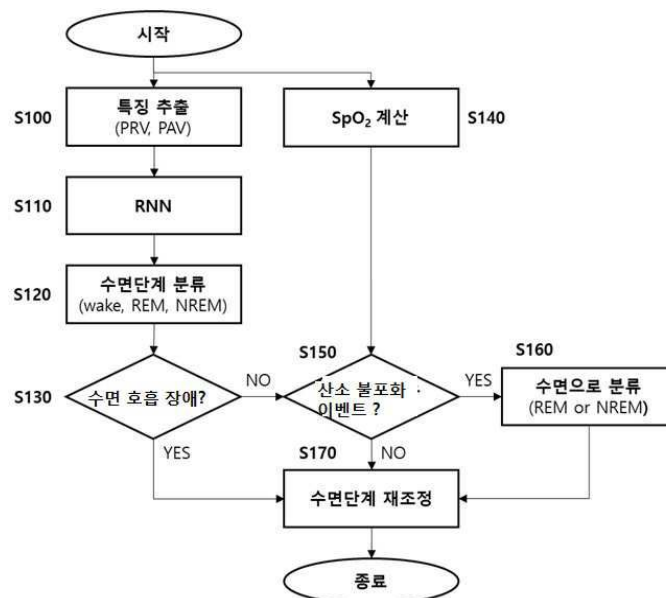 시작
S100
특징 추출
(PRV, PAV)
SpO₂ 계산
S140
S110
RNN
S120
수면단계 분류
(wake, REM, NREM)
S130
수면 호흡 장애?
NO
YES
S150
산소 불포화
이벤트 ?
YES
NO
S160
수면으로 분류
(REM or NREM)
S170
수면단계 재조정
종료